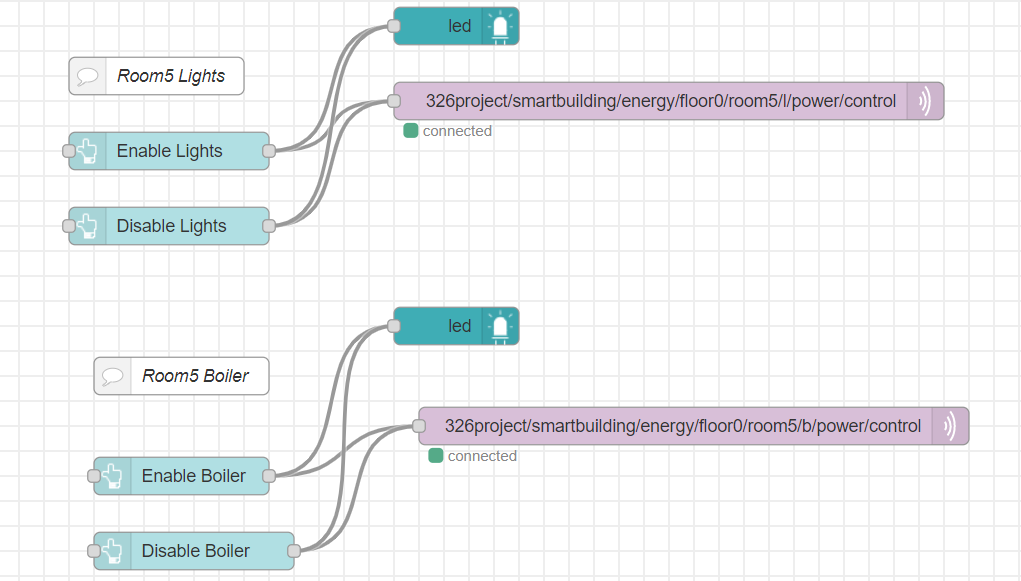 led
Room5 Lights
326project/smartbuilding/energy/floor0/room5/l/power/control
connected
Enable Lights
Disable Lights
led
Room5 Boiler
326project/smartbuilding/energy/floor0/room5/b/power/control
connected
Enable Boiler
Disable Boiler